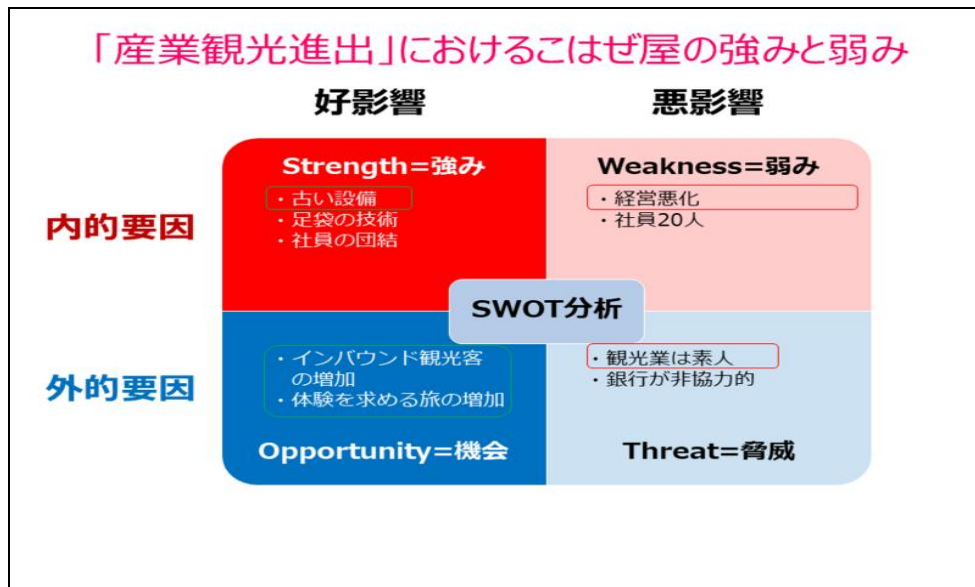 「産業観光進出」におけるこはぜ屋の強みと弱み
好影響
悪影響
内的要因
Strength=強み
・古い設備
・足袋の技術
・社員の団結
Weakness=弱み
・経営悪化
・社員20人
SWOT分析
外的要因
・インバウンド観光客
の増加
・体験を求める旅の増加
Opportunity=機会
・観光業は素人
・銀行が非協力的
Threat=脅威